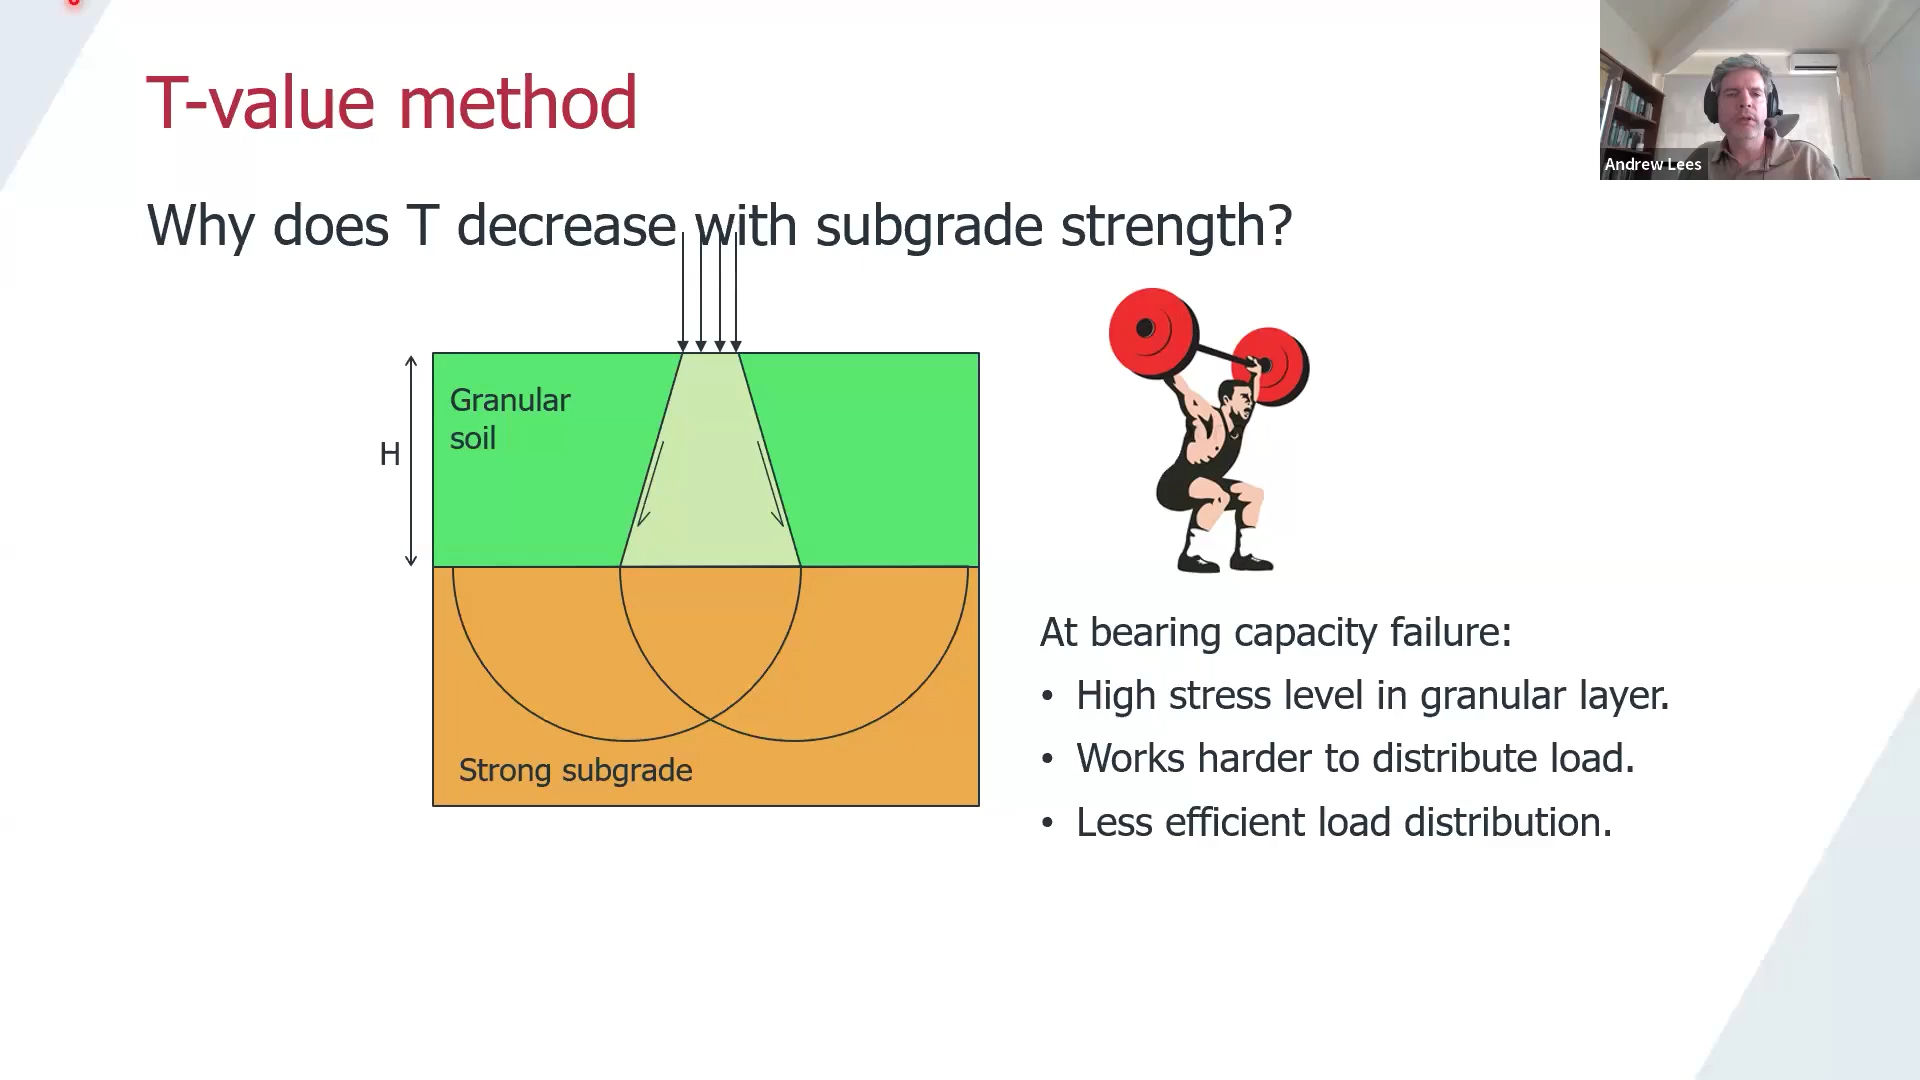 T-value method
Andrew Lees
Why does T decrease with subgrade strength?
Granular
soil
H
Strong subgrade
At bearing capacity failure:
• High stress level in granular layer.
• Works harder to distribute load.
• Less efficient load distribution.